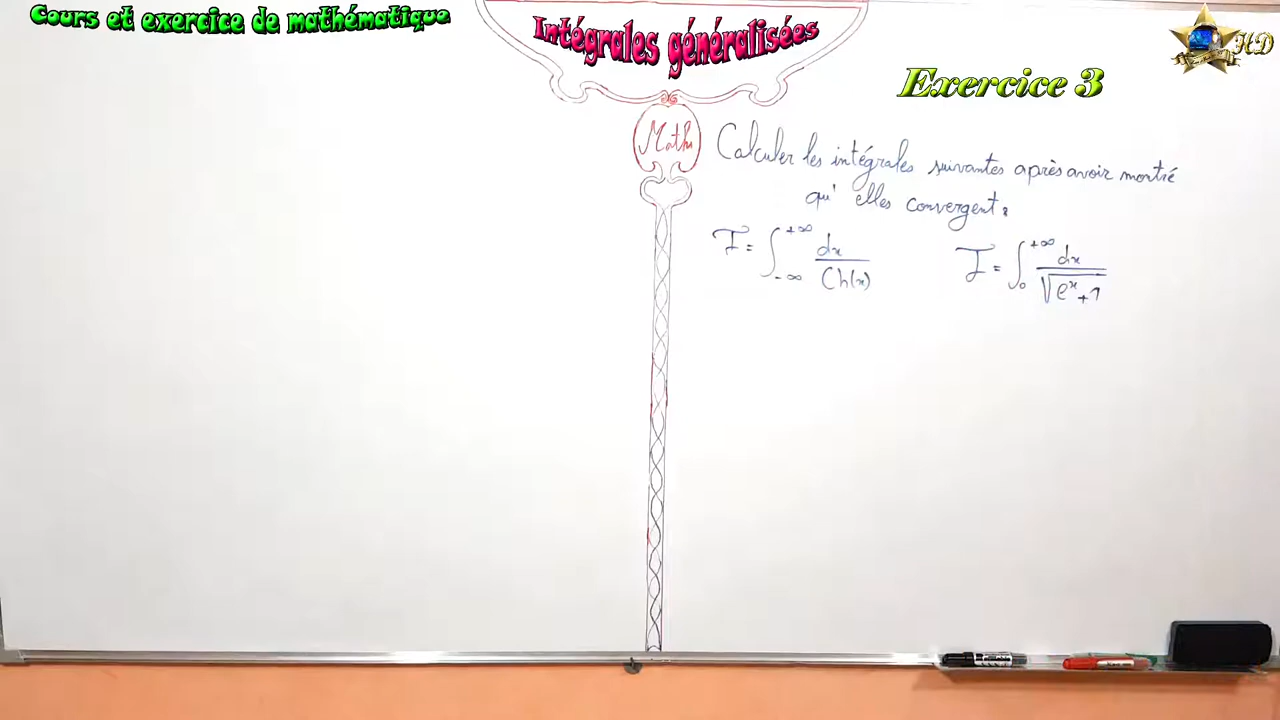 Cours et exercice de mathématique
Intégrales généralisées
HD
Exercice 3
Maths
Calculer les intégrales suivantes après avoir montré
qu' elles convergent.
I = ∫_{-∞}^{+∞} dx / Ch(x)
J = ∫_0^{+∞} dx / √(e^x + 1)